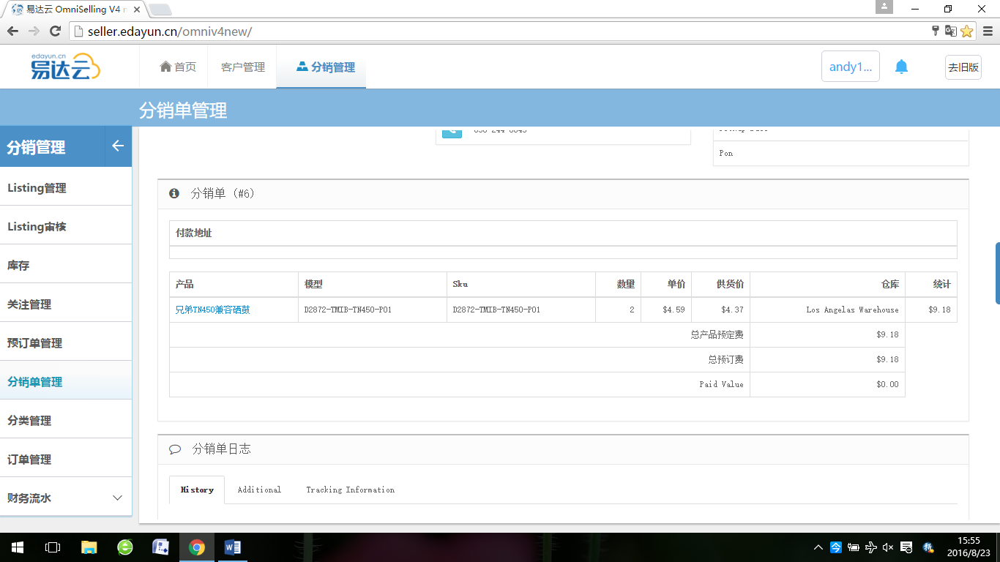 易达云 OmniSelling V4 n
seller.edayun.cn/omniv4new/
edayun.cn
易达云
首页
客户管理
分销管理
andy1...
去旧版
分销单管理
分销管理
Listing管理
Listing审核
库存
关注管理
预订单管理
分销单管理
分类管理
订单管理
财务流水
Pon
分销单 (#6)
付款地址
产品 模型 Sku 数量 单价 供货价 仓库 统计
兄弟TN450兼容硒鼓 D2872-TMIB-TN450-P01 D2872-TMIB-TN450-P01 2 $4.59 $4.37 Los Angelas Warehouse $9.18
总产品预定费 $9.18
总预订费 $9.18
Paid Value $0.00
分销单日志
History Additional Tracking Information
15:55
2016/8/23